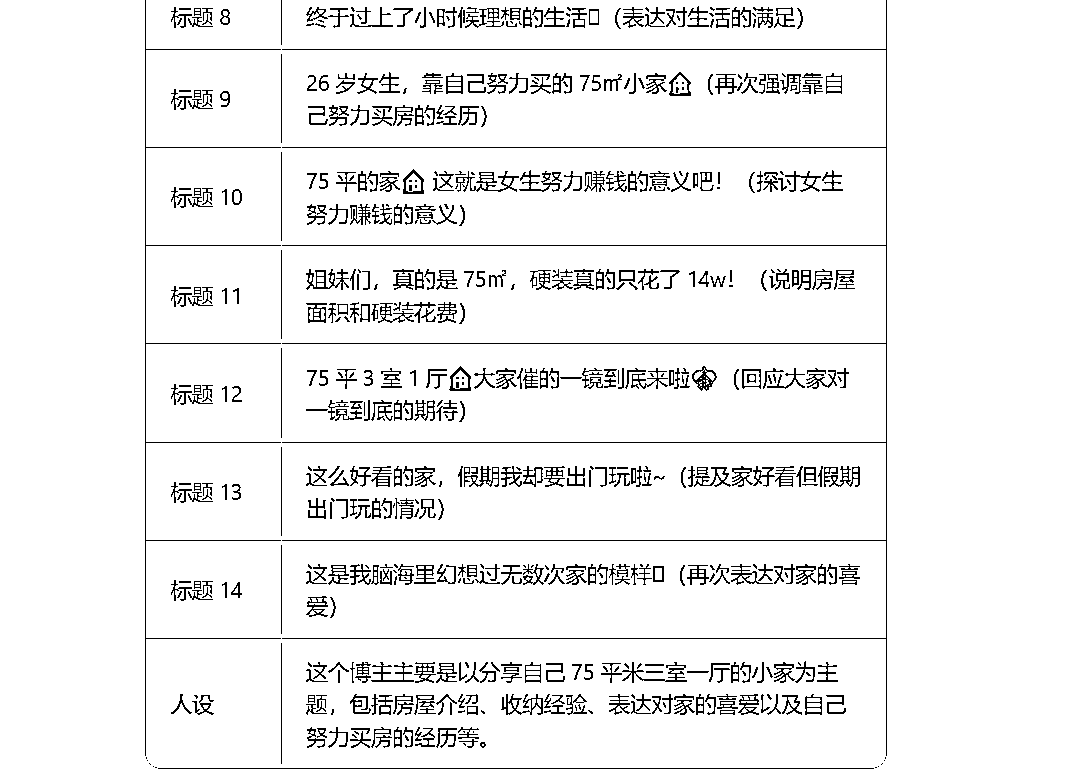 标题 8
终于过上了小时候理想的生活（表达对生活的满足）
标题 9
26 岁女生，靠自己努力买的 75㎡小家🏠（再次强调靠自
己努力买房的经历）
标题 10
75 平的家🏠 这就是女生努力赚钱的意义吧！（探讨女生
努力赚钱的意义）
标题 11
姐妹们，真的是 75㎡，硬装真的只花了 14w！（说明房屋
面积和硬装花费）
标题 12
75 平 3 室 1 厅🏠大家催的一镜到底来啦（回应大家对
一镜到底的期待）
标题 13
这么好看的家，假期我却要出门玩啦~（提及家好看但假期
出门玩的情况）
标题 14
这是我脑海里幻想过无数次家的模样（再次表达对家的喜
爱）
人设
这个博主主要是以分享自己 75 平米三室一厅的小家为主
题，包括房屋介绍、收纳经验、表达对家的喜爱以及自己
努力买房的经历等。